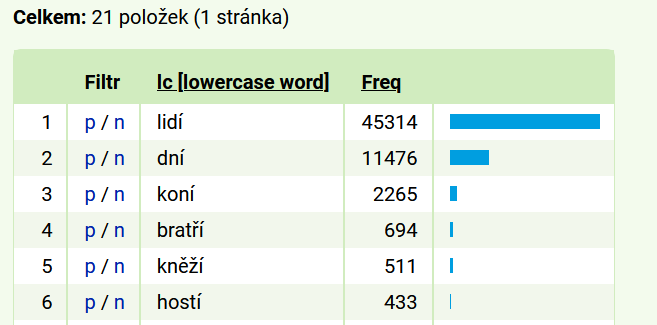 Celkem: 21 položek (1 stránka)
Filtr lc [lowercase word] Freq
1 p / n lidí 45314
2 p / n dní 11476
3 p / n koní 2265
4 p / n bratří 694
5 p / n kněží 511
6 p / n hostí 433